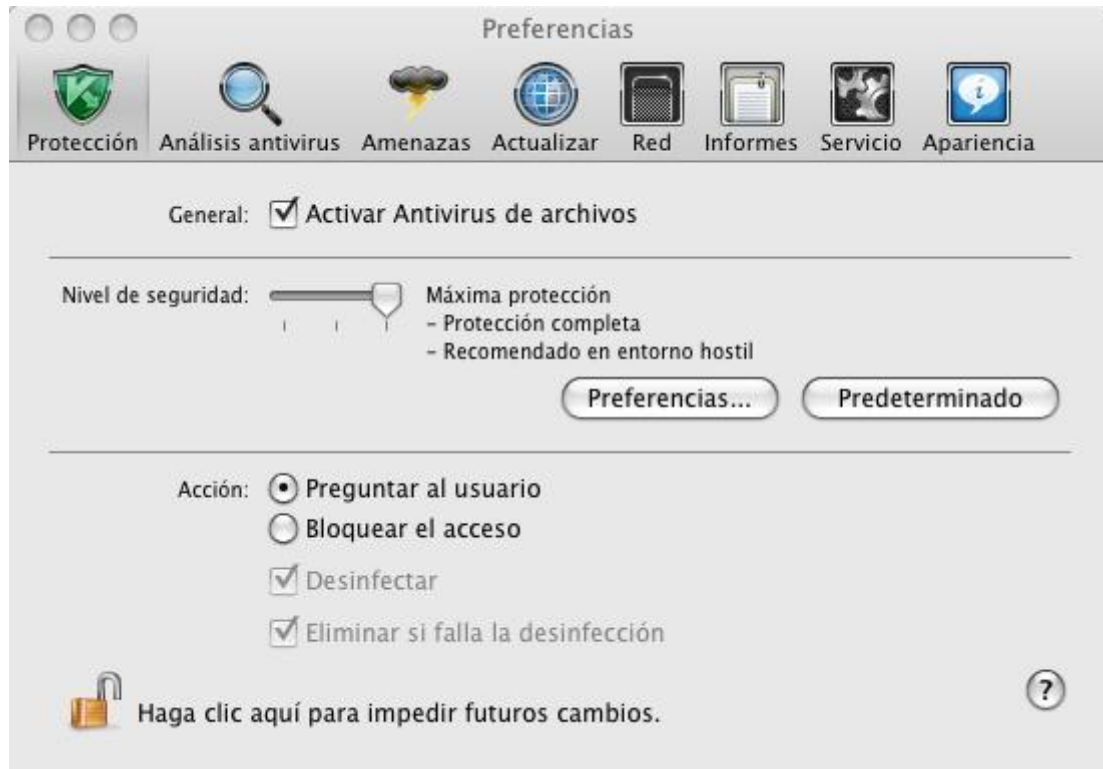 Preferencias
Protección Análisis antivirus Amenazas Actualizar Red Informes Servicio Apariencia
General: Activar Antivirus de archivos
Nivel de seguridad: Máxima protección
– Protección completa
– Recomendado en entorno hostil
Preferencias... Predeterminado
Acción: Preguntar al usuario
Bloquear el acceso
Desinfectar
Eliminar si falla la desinfección
?
Haga clic aquí para impedir futuros cambios.